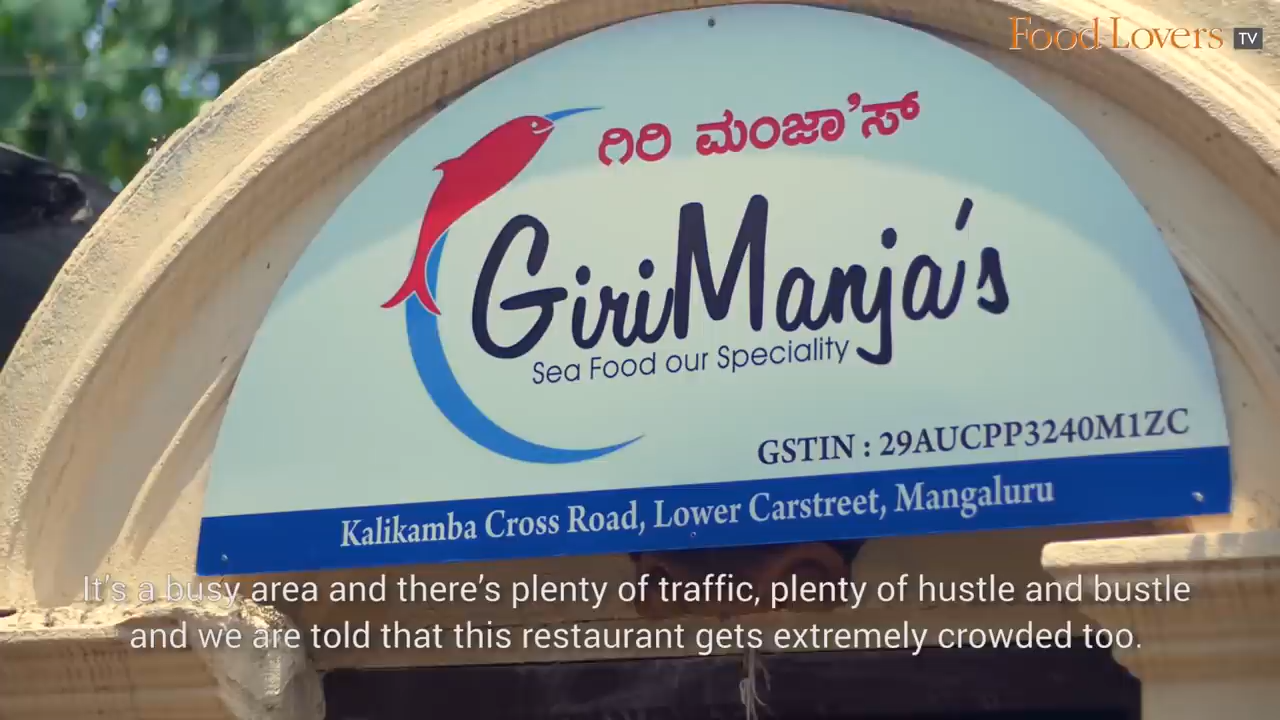 Food Lovers TV
ಗಿರಿ ಮಂಜಾ'ಸ್
GiriManja's
Sea Food our Speciality
GSTIN : 29AUCPP3240M1ZC
Kalikamba Cross Road, Lower Carstreet, Mangaluru
It's a busy area and there's plenty of traffic, plenty of hustle and bustle
and we are told that this restaurant gets extremely crowded too.